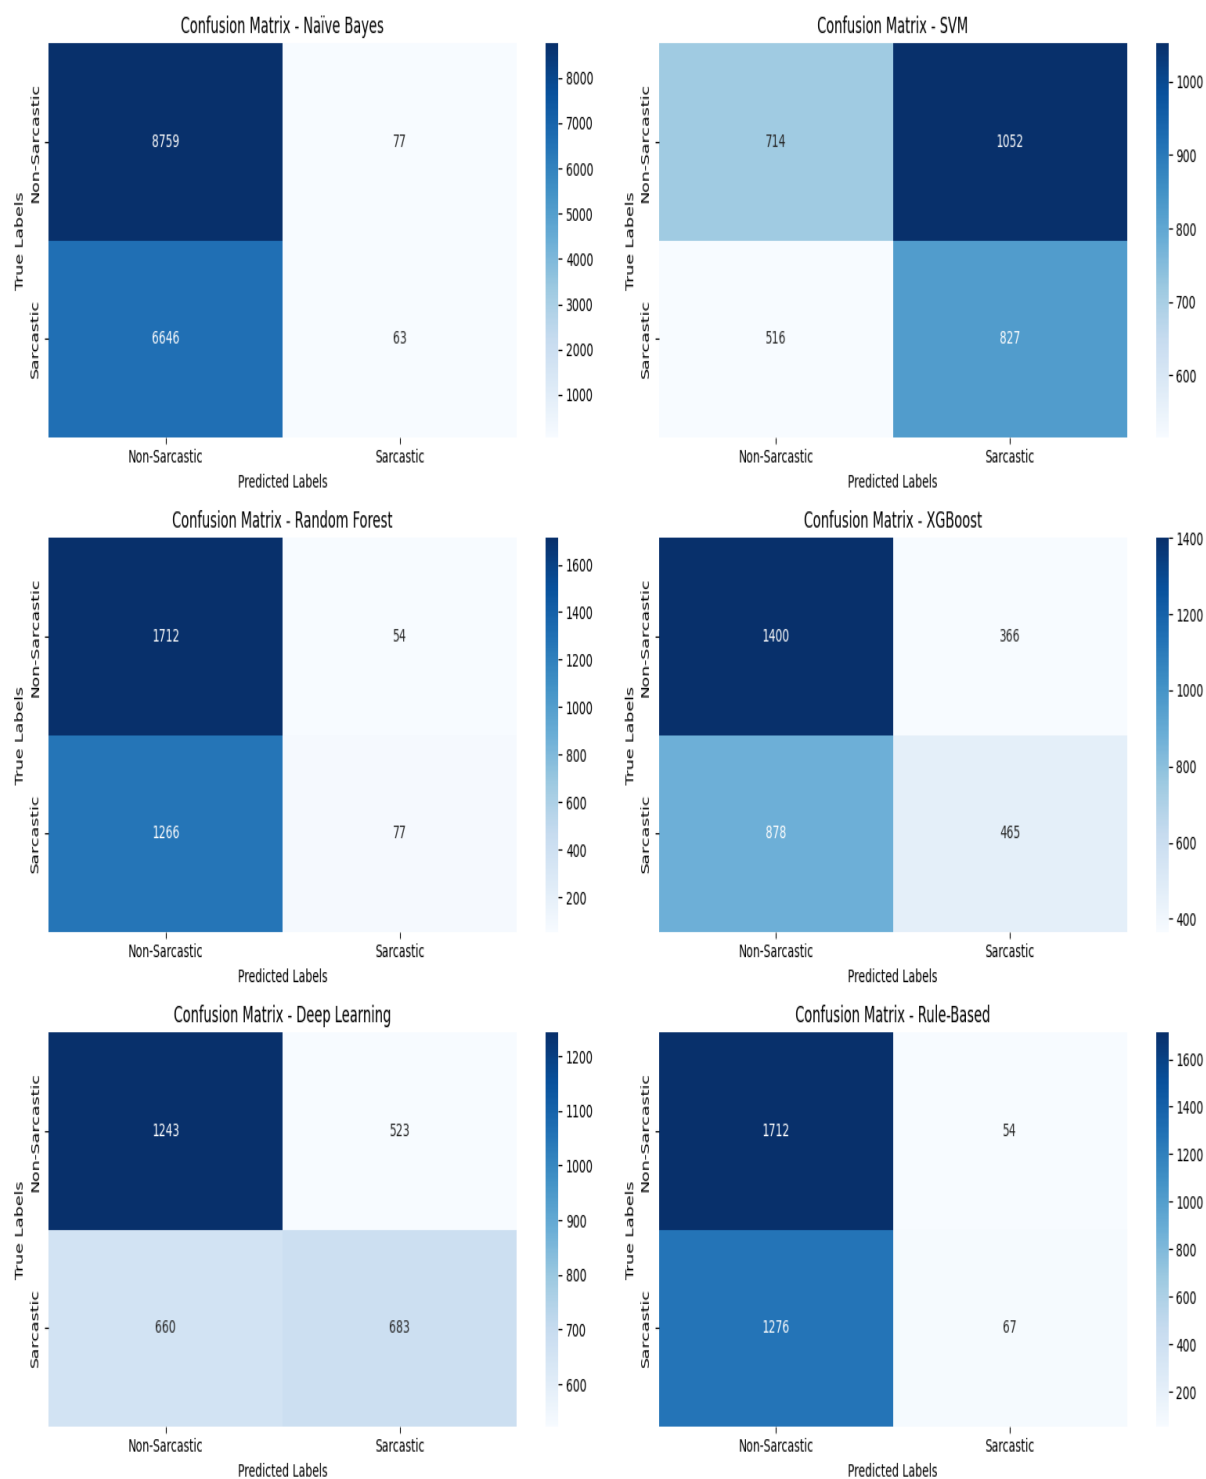 Confusion Matrix - Naïve Bayes
True Labels
Non-Sarcastic
Sarcastic
8759
77
6646
63
Non-Sarcastic
Sarcastic
Predicted Labels
8000
7000
6000
5000
4000
3000
2000
1000
Confusion Matrix - SVM
True Labels
Non-Sarcastic
Sarcastic
714
1052
516
827
Non-Sarcastic
Sarcastic
Predicted Labels
1000
900
800
700
600
Confusion Matrix - Random Forest
True Labels
Non-Sarcastic
Sarcastic
1712
54
1266
77
Non-Sarcastic
Sarcastic
Predicted Labels
1600
1400
1200
1000
800
600
400
200
Confusion Matrix - XGBoost
True Labels
Non-Sarcastic
Sarcastic
1400
366
878
465
Non-Sarcastic
Sarcastic
Predicted Labels
1400
1200
1000
800
600
400
Confusion Matrix - Deep Learning
True Labels
Non-Sarcastic
Sarcastic
1243
523
660
683
Non-Sarcastic
Sarcastic
Predicted Labels
1200
1100
1000
900
800
700
600
Confusion Matrix - Rule-Based
True Labels
Non-Sarcastic
Sarcastic
1712
54
1276
67
Non-Sarcastic
Sarcastic
Predicted Labels
1600
1400
1200
1000
800
600
400
200